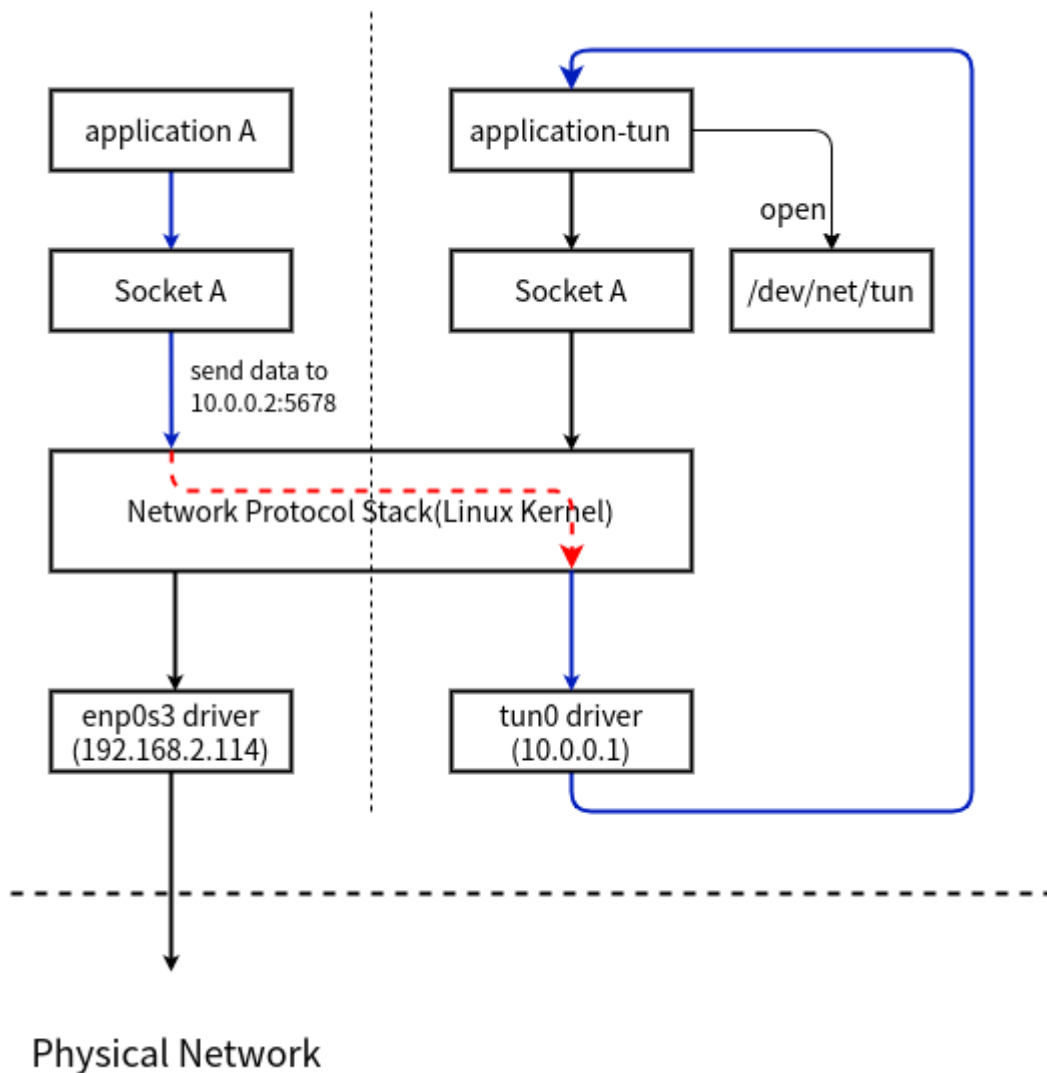 application A
application-tun
open
Socket A
Socket A
/dev/net/tun
send data to
10.0.0.2:5678
Network Protocol Stack(Linux Kernel)
enp0s3 driver
(192.168.2.114)
tun0 driver
(10.0.0.1)
Physical Network